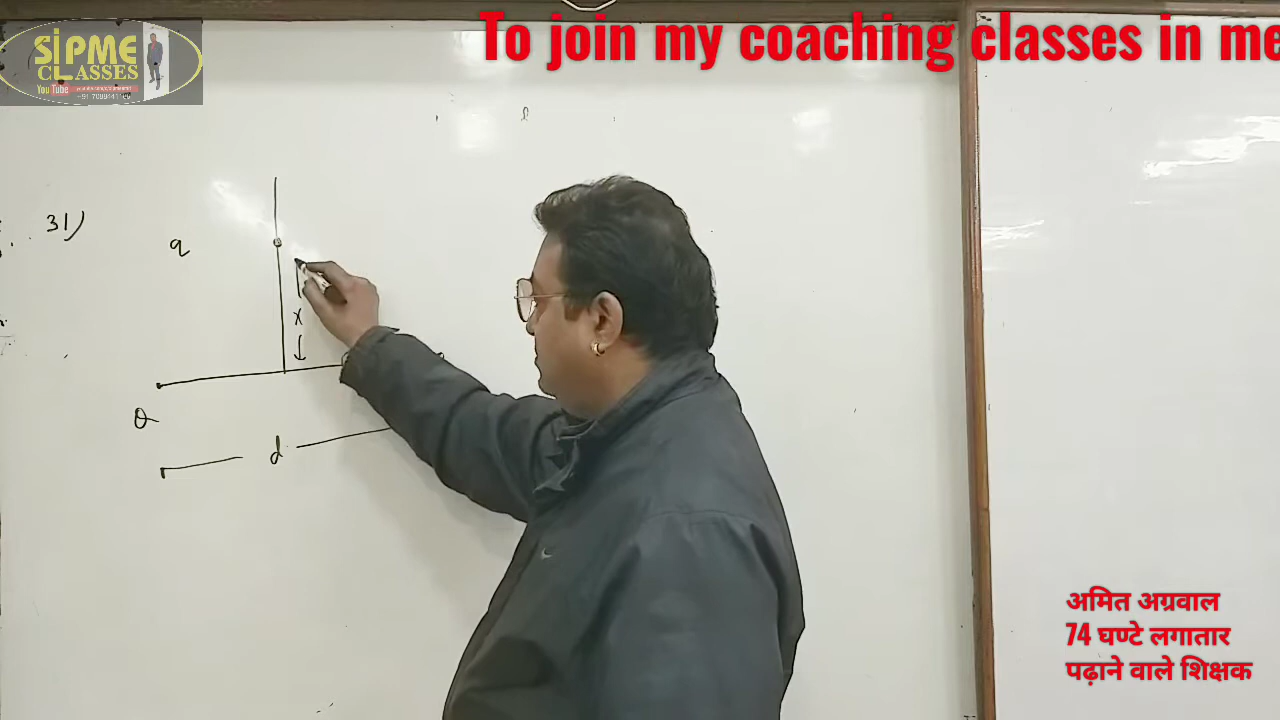 To join my coaching classes in me
SiPME
CLASSES
YouTube
31)
q
x
Q
d
अमित अग्रवाल
74 घण्टे लगातार
पढ़ाने वाले शिक्षक